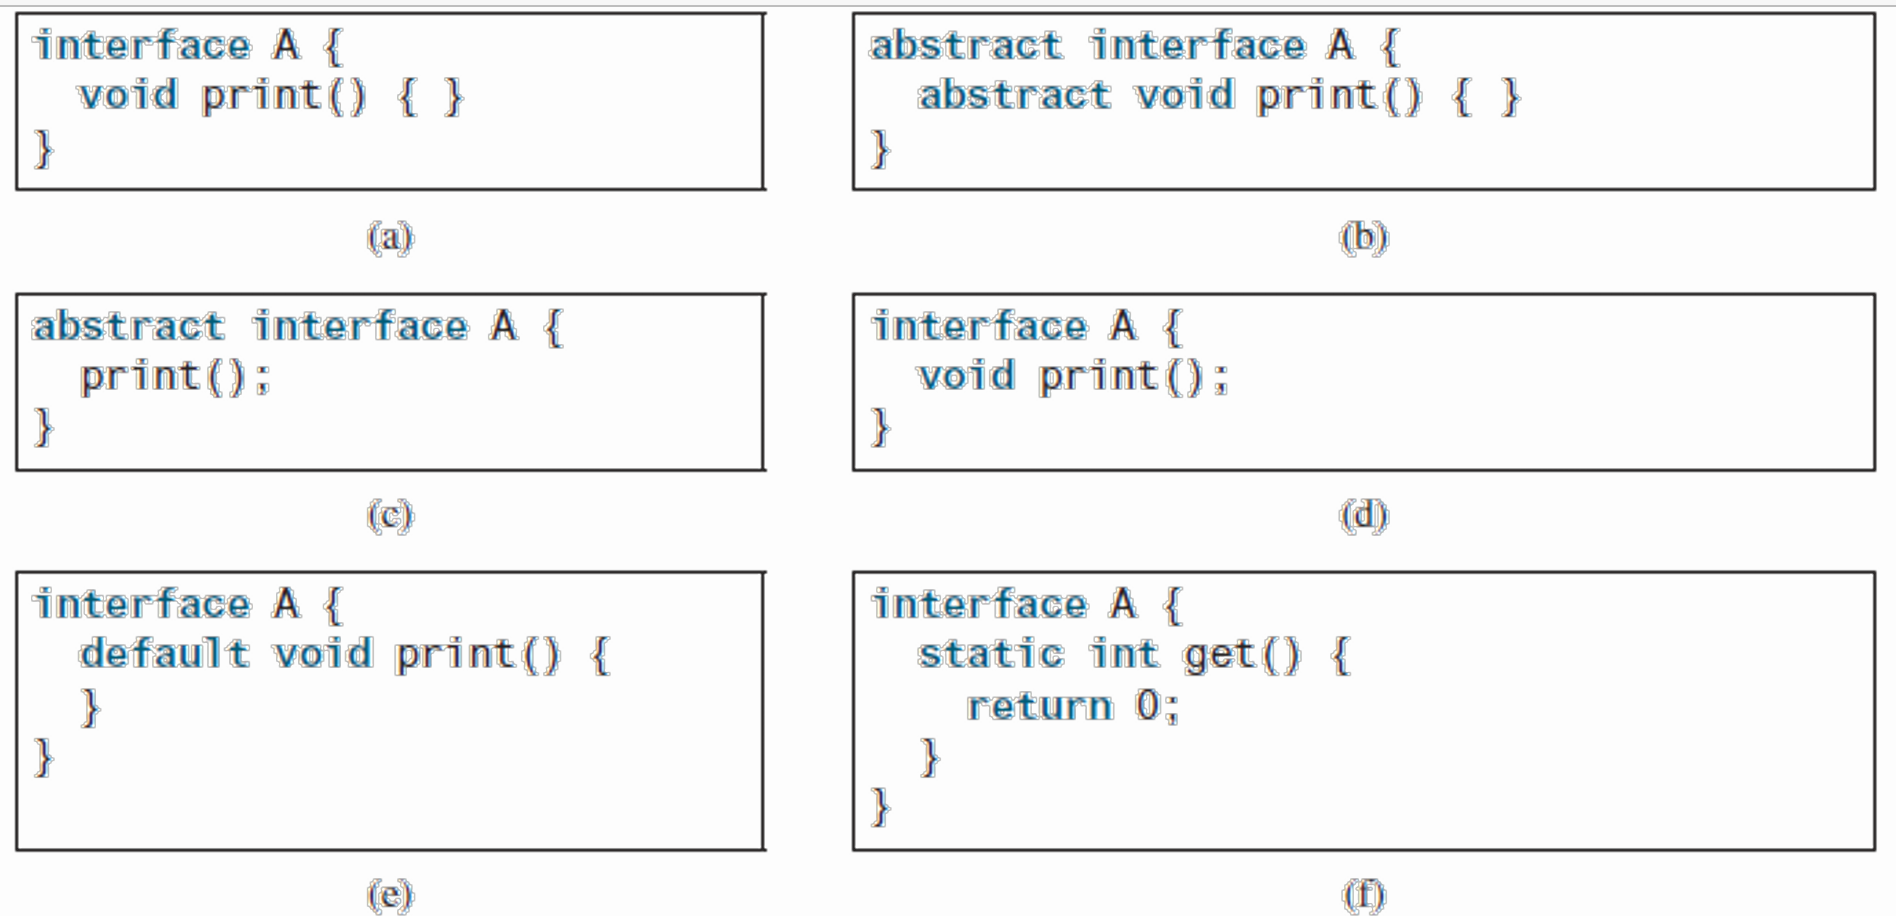 interface A {
  void print() { }
}
(a)
abstract interface A {
  abstract void print() { }
}
(b)
abstract interface A {
  print();
}
(c)
interface A {
  void print();
}
(d)
interface A {
  default void print() {
  }
}
(e)
interface A {
  static int get() {
    return 0;
  }
}
(f)